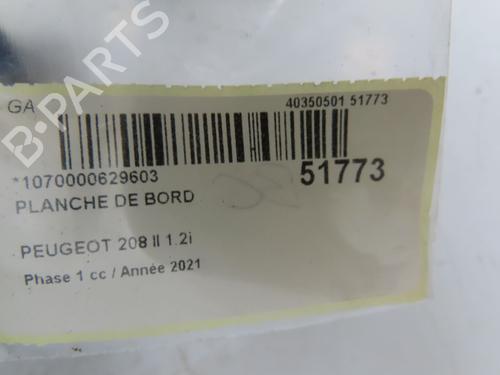 GA
40350501 51773
*1070000629603
51773
PLANCHE DE BORD
PEUGEOT 208 II 1.2i
Phase 1 cc / Année 2021
B-PARTS